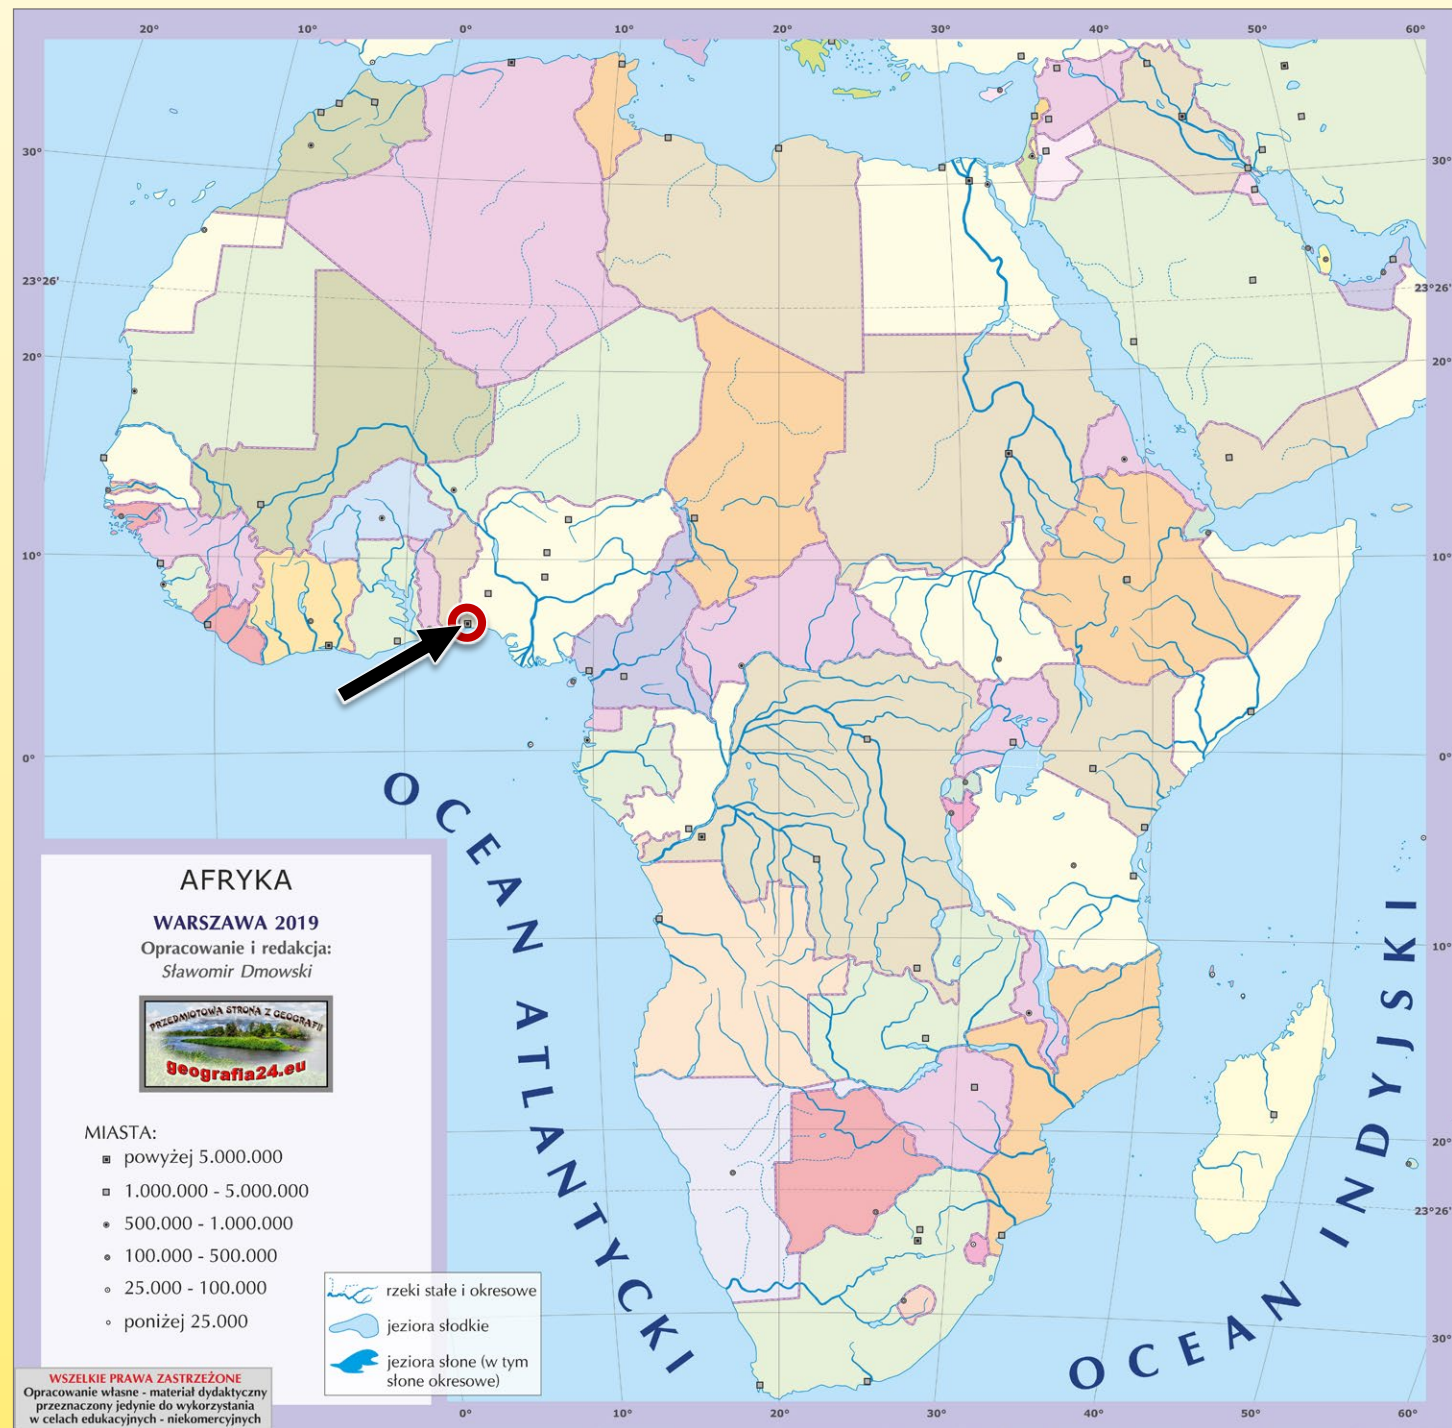 20° 10° 0° 10° 20° 30° 40° 50° 60°
30° 30°
23°26' 23°26'
20° 20°
10° 10°
0° 0°
10°
20°
23°26'
30°
OCEAN ATLANTYCKI
OCEAN INDYJSKI
AFRYKA
WARSZAWA 2019
Opracowanie i redakcja:
Sławomir Dmowski
PRZEDMIOTOWA STRONA Z GEOGRAFII
geografia24.eu
MIASTA:
powyżej 5.000.000
1.000.000 - 5.000.000
500.000 - 1.000.000
100.000 - 500.000
25.000 - 100.000
poniżej 25.000
rzeki stałe i okresowe
jeziora słodkie
jeziora słone (w tym
słone okresowe)
WSZELKIE PRAWA ZASTRZEŻONE
Opracowanie własne - materiał dydaktyczny
przeznaczony jedynie do wykorzystania
w celach edukacyjnych - niekomercyjnych
0° 10° 20° 30° 40° 50° 60°